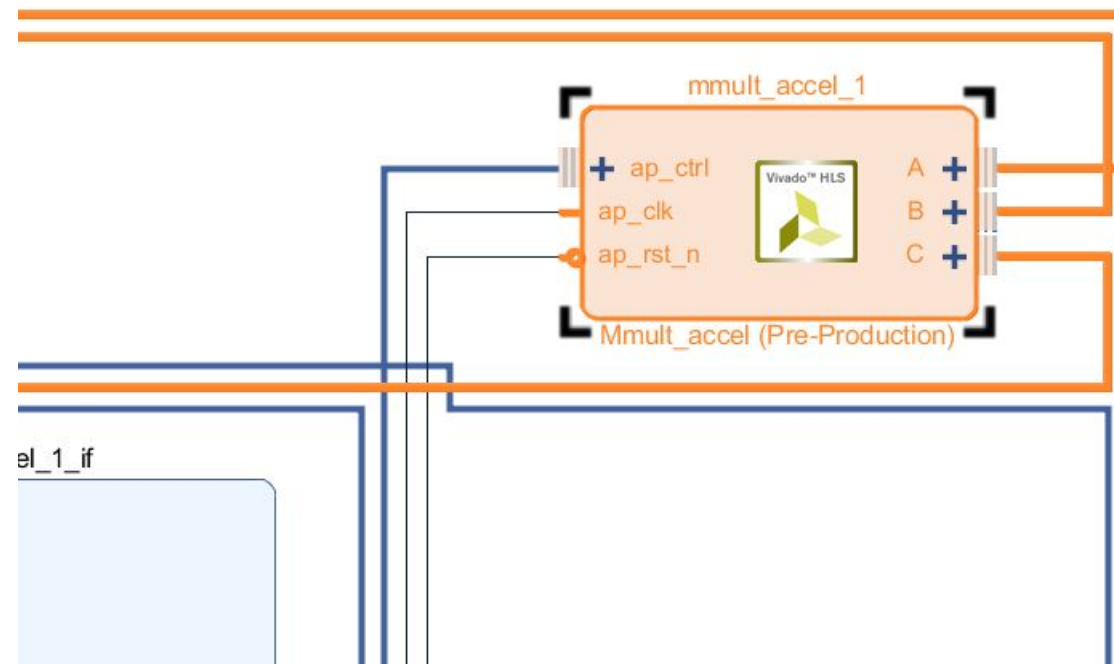 mmult_accel_1
ap_ctrl
A
Vivado™ HLS
ap_clk
B
ap_rst_n
C
Mmult_accel (Pre-Production)
el_1_if